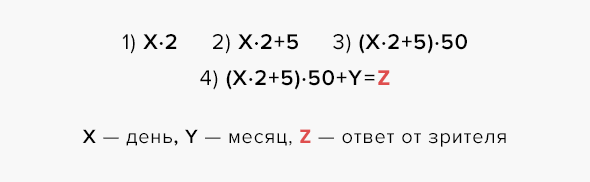 1) X·2 2) X·2+5 3) (X·2+5)·50
4) (X·2+5)·50+Y=Z
X — день, Y — месяц, Z — ответ от зрителя